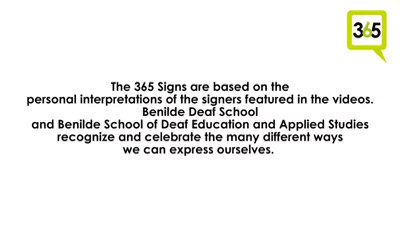 365
The 365 Signs are based on the
personal interpretations of the signers featured in the videos.
Benilde Deaf School
and Benilde School of Deaf Education and Applied Studies
recognize and celebrate the many different ways
we can express ourselves.